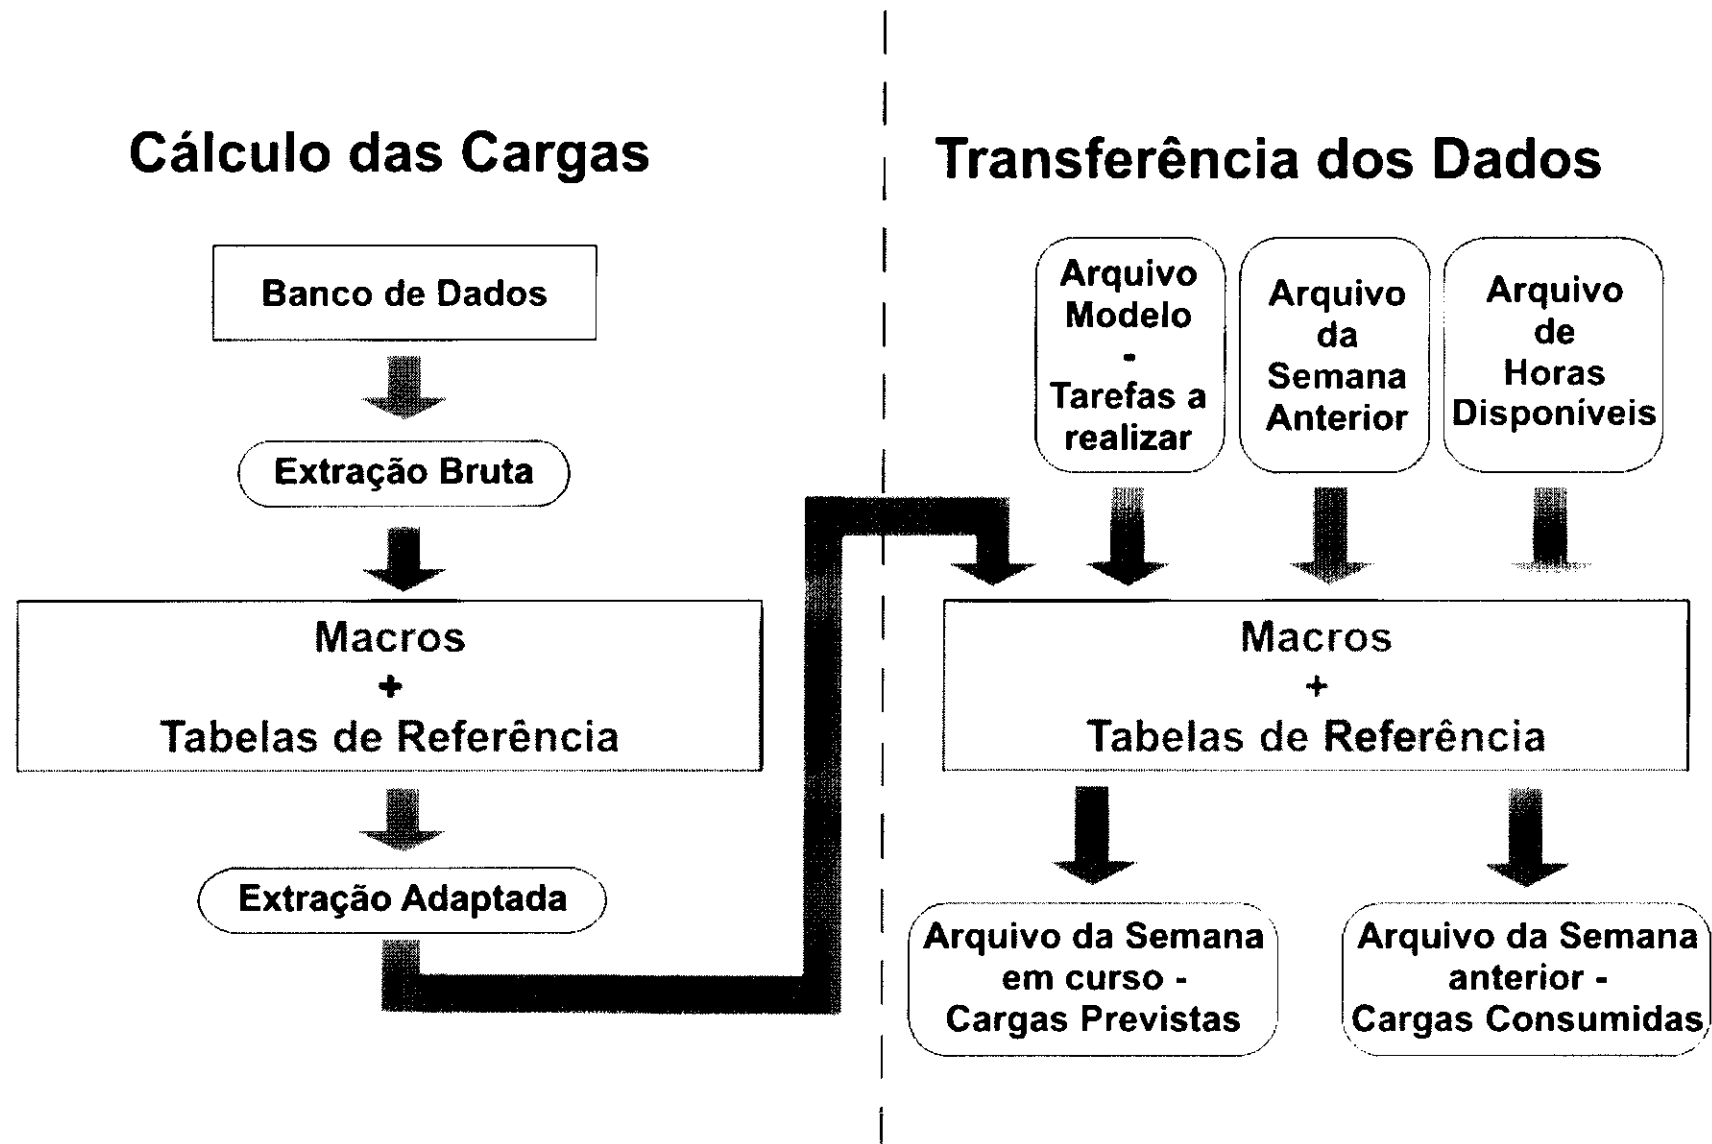 Cálculo das Cargas
Banco de Dados
Extração Bruta
Macros
+
Tabelas de Referência
Extração Adaptada
Transferência dos Dados
Arquivo
Modelo
-
Tarefas a
realizar
Arquivo
da
Semana
Anterior
Arquivo
de
Horas
Disponíveis
Macros
+
Tabelas de Referência
Arquivo da Semana
em curso -
Cargas Previstas
Arquivo da Semana
anterior -
Cargas Consumidas